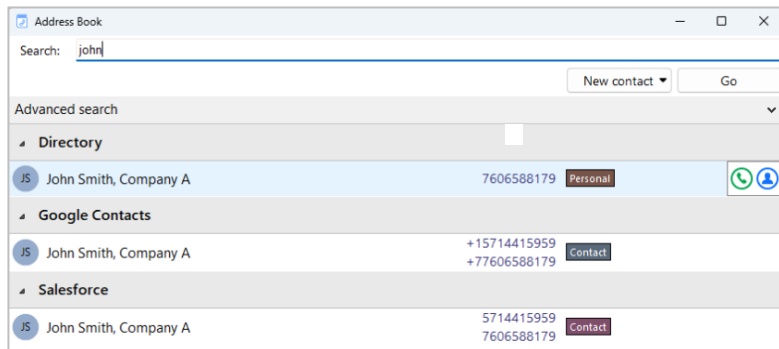 Address Book
Search: john
New contact Go
Advanced search
Directory
JS John Smith, Company A 7606588179 Personal
Google Contacts
JS John Smith, Company A +15714415959 Contact
+77606588179
Salesforce
JS John Smith, Company A 5714415959 Contact
7606588179